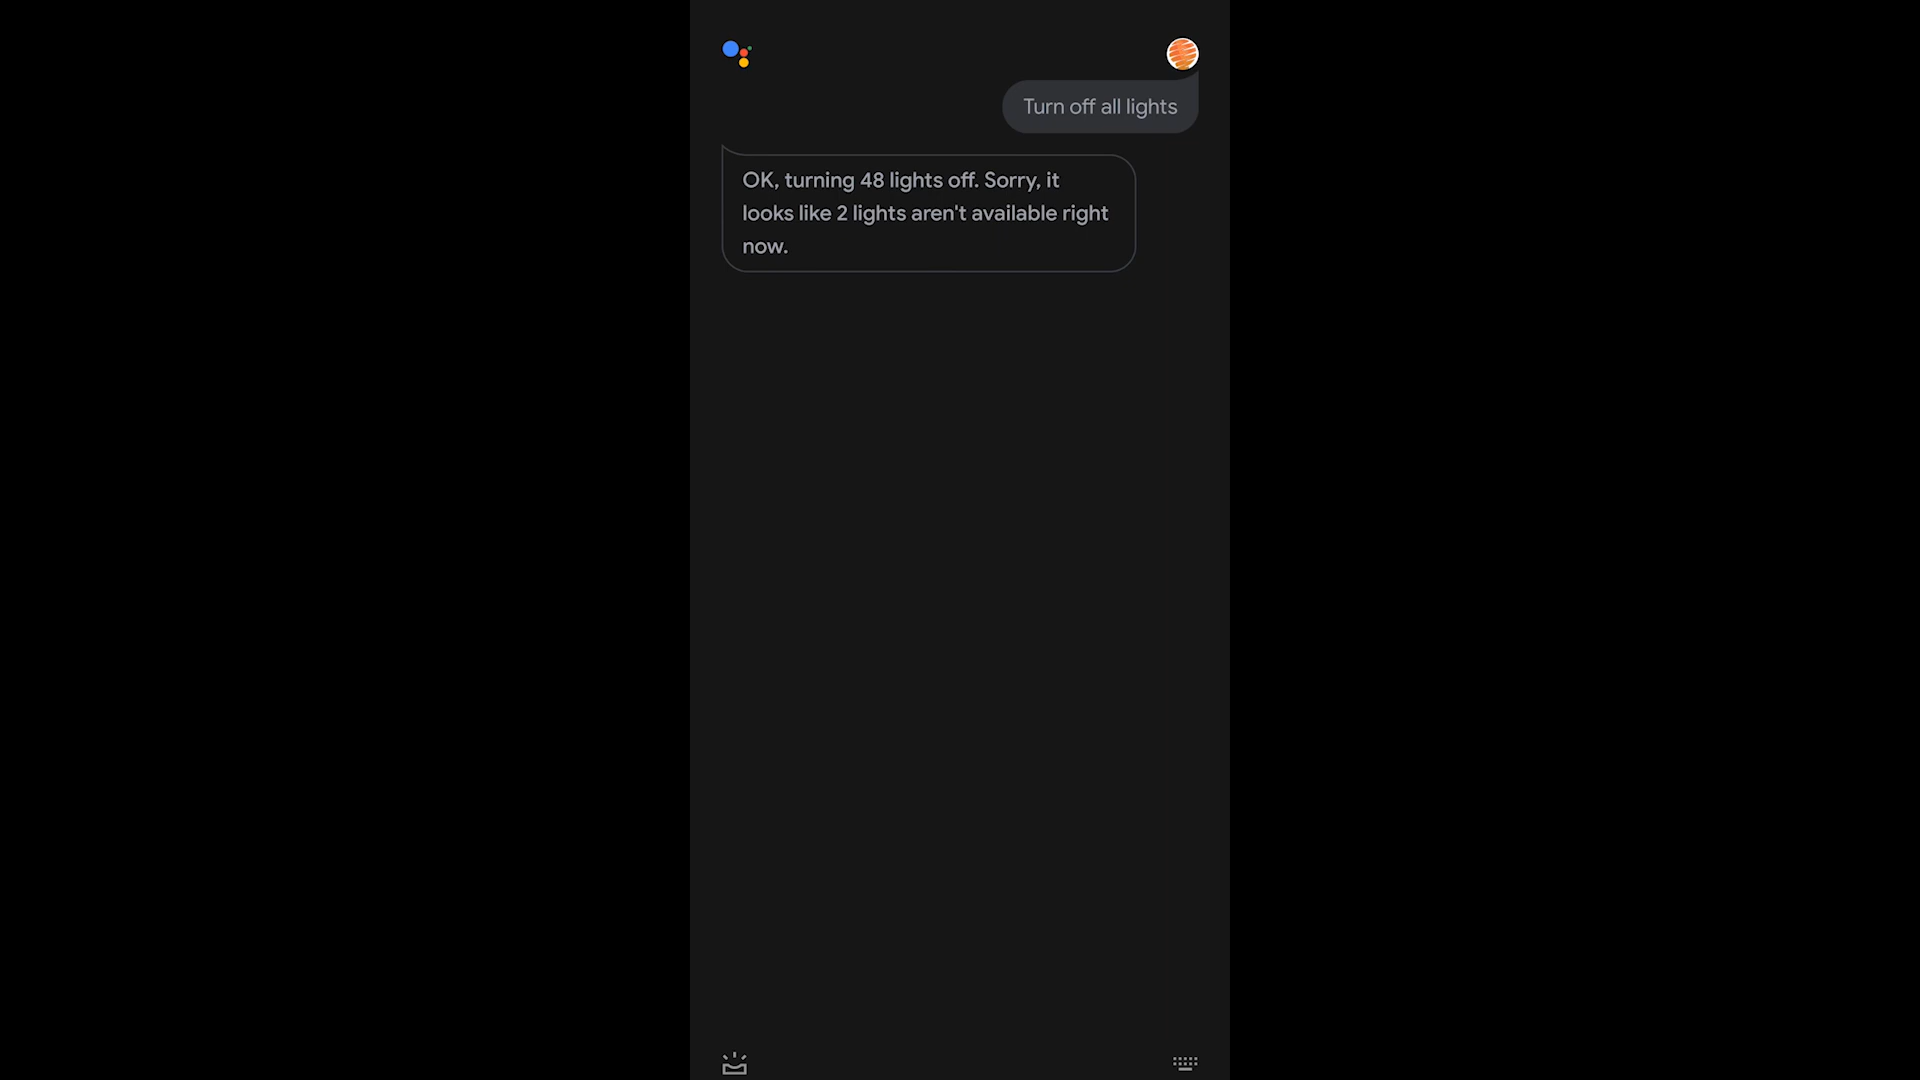 Turn off all lights
OK, turning 48 lights off. Sorry, it
looks like 2 lights aren't available right
now.